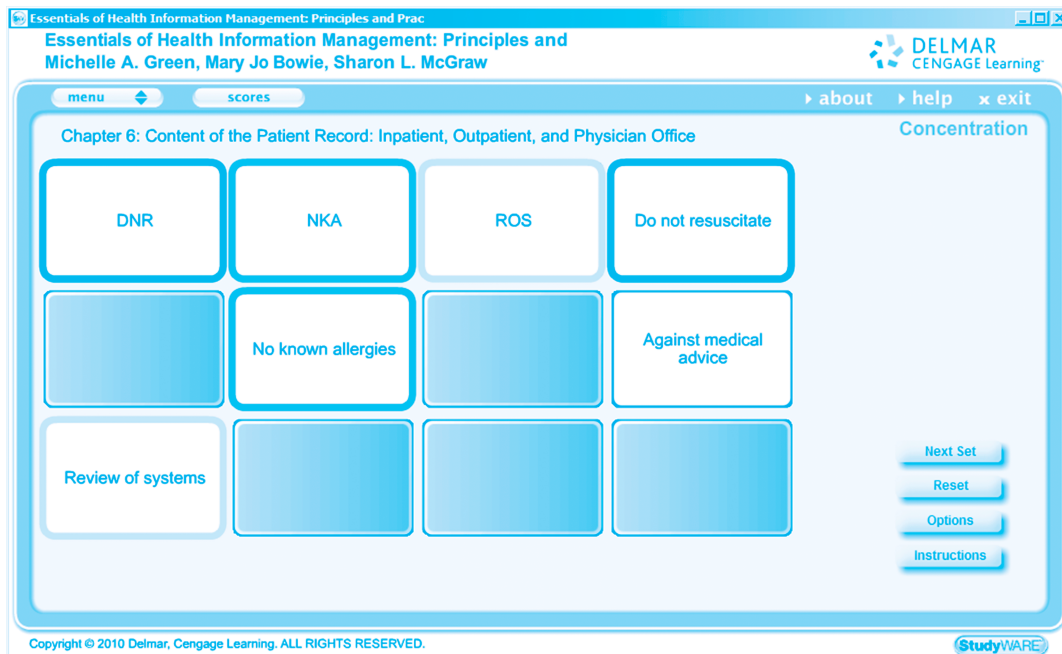 Essentials of Health Information Management: Principles and Prac
Essentials of Health Information Management: Principles and
Michelle A. Green, Mary Jo Bowie, Sharon L. McGraw
DELMAR
CENGAGE Learning™
menu
scores
about
help
x exit
Chapter 6: Content of the Patient Record: Inpatient, Outpatient, and Physician Office
Concentration
DNR
NKA
ROS
Do not resuscitate
No known allergies
Against medical
advice
Review of systems
Next Set
Reset
Options
Instructions
Copyright © 2010 Delmar, Cengage Learning. ALL RIGHTS RESERVED.
StudyWARE